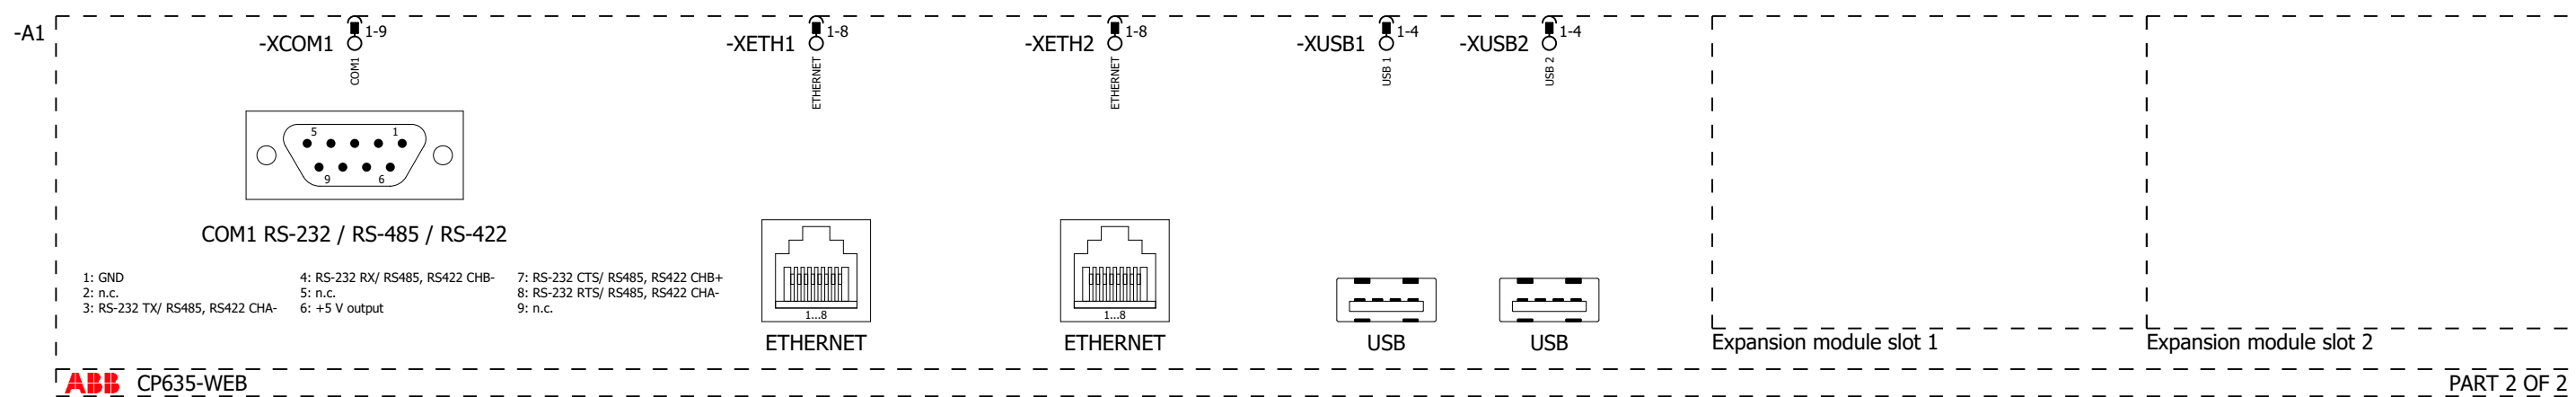 -A1
-XCOM1
1-9
COM1
-XETH1
1-8
ETHERNET
-XETH2
1-8
ETHERNET
-XUSB1
1-4
USB 1
-XUSB2
1-4
USB 2
5 1
9 6
COM1 RS-232 / RS-485 / RS-422
1: GND
2: n.c.
3: RS-232 TX/ RS485, RS422 CHA-
4: RS-232 RX/ RS485, RS422 CHB-
5: n.c.
6: +5 V output
7: RS-232 CTS/ RS485, RS422 CHB+
8: RS-232 RTS/ RS485, RS422 CHA-
9: n.c.
1...8
ETHERNET
1...8
ETHERNET
USB
USB
Expansion module slot 1
Expansion module slot 2
ABB CP635-WEB
PART 2 OF 2